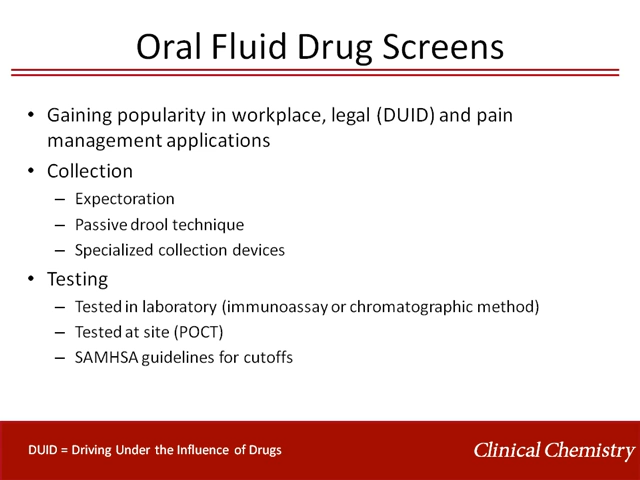 Oral Fluid Drug Screens
• Gaining popularity in workplace, legal (DUID) and pain
management applications
• Collection
– Expectoration
– Passive drool technique
– Specialized collection devices
• Testing
– Tested in laboratory (immunoassay or chromatographic method)
– Tested at site (POCT)
– SAMHSA guidelines for cutoffs
DUID = Driving Under the Influence of Drugs
Clinical Chemistry